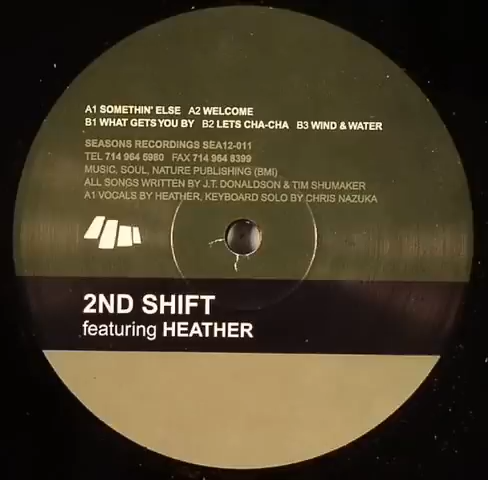 A1 SOMETHIN' ELSE A2 WELCOME
B1 WHAT GETS YOU BY B2 LETS CHA-CHA B3 WIND & WATER
SEASONS RECORDINGS SEA12-011
TEL 714 964 5980 FAX 714 964 8399
MUSIC, SOUL, NATURE PUBLISHING (BMI)
ALL SONGS WRITTEN BY J.T. DONALDSON & TIM SHUMAKER
A1 VOCALS BY HEATHER, KEYBOARD SOLO BY CHRIS NAZUKA
2ND SHIFT
featuring HEATHER